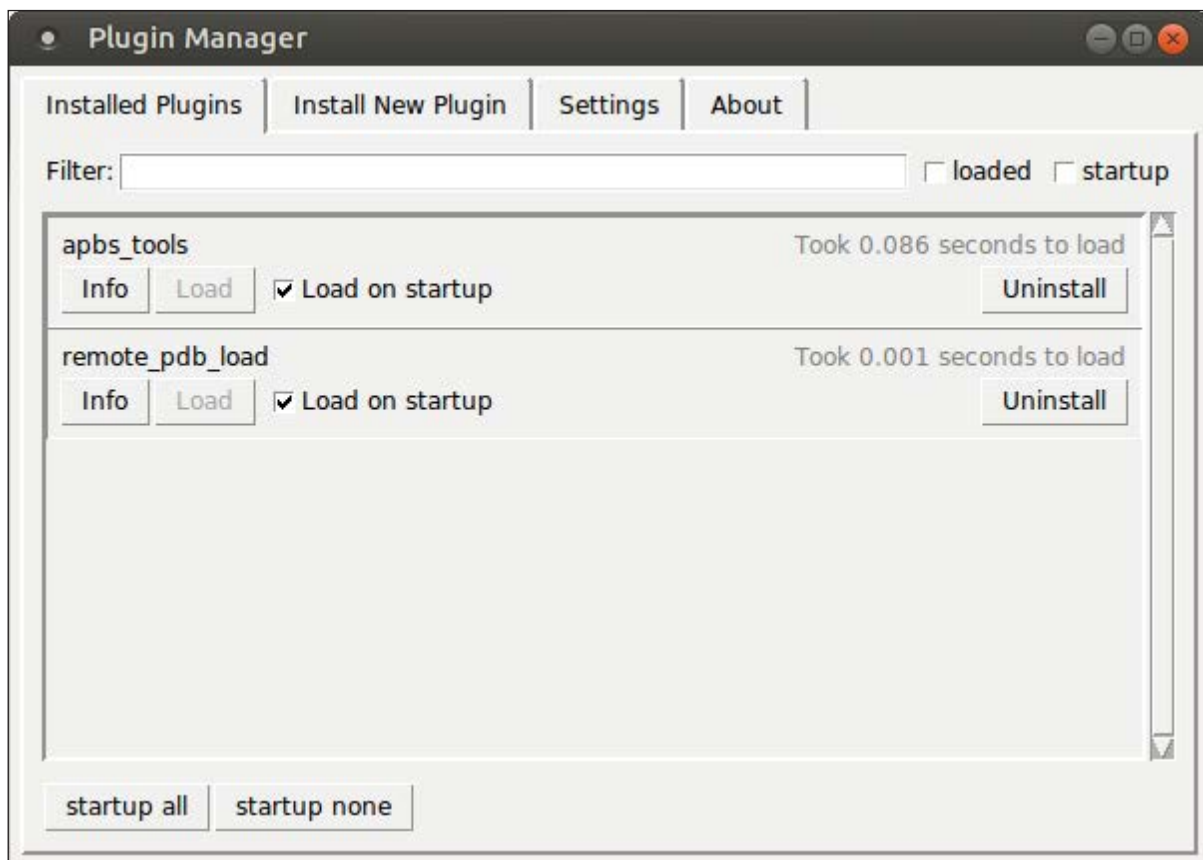 Plugin Manager
Installed Plugins Install New Plugin Settings About
Filter: loaded startup
apbs_tools Took 0.086 seconds to load
Info Load Load on startup Uninstall
remote_pdb_load Took 0.001 seconds to load
Info Load Load on startup Uninstall
startup all startup none